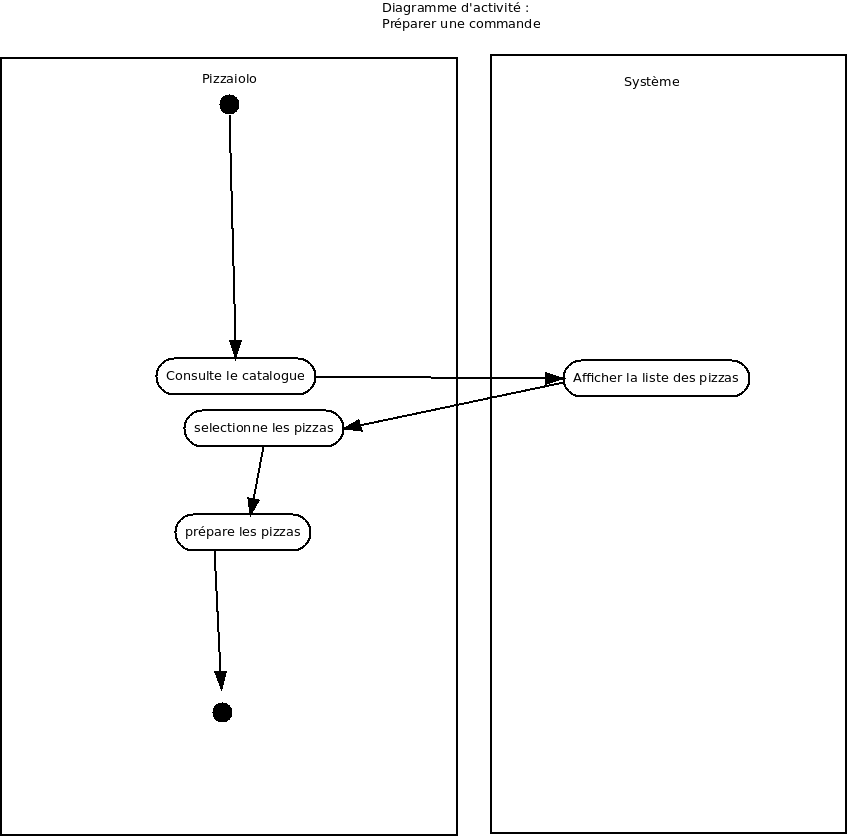 Diagramme d'activité :
Préparer une commande
Pizzaiolo
Système
Consulte le catalogue
Afficher la liste des pizzas
selectionne les pizzas
prépare les pizzas